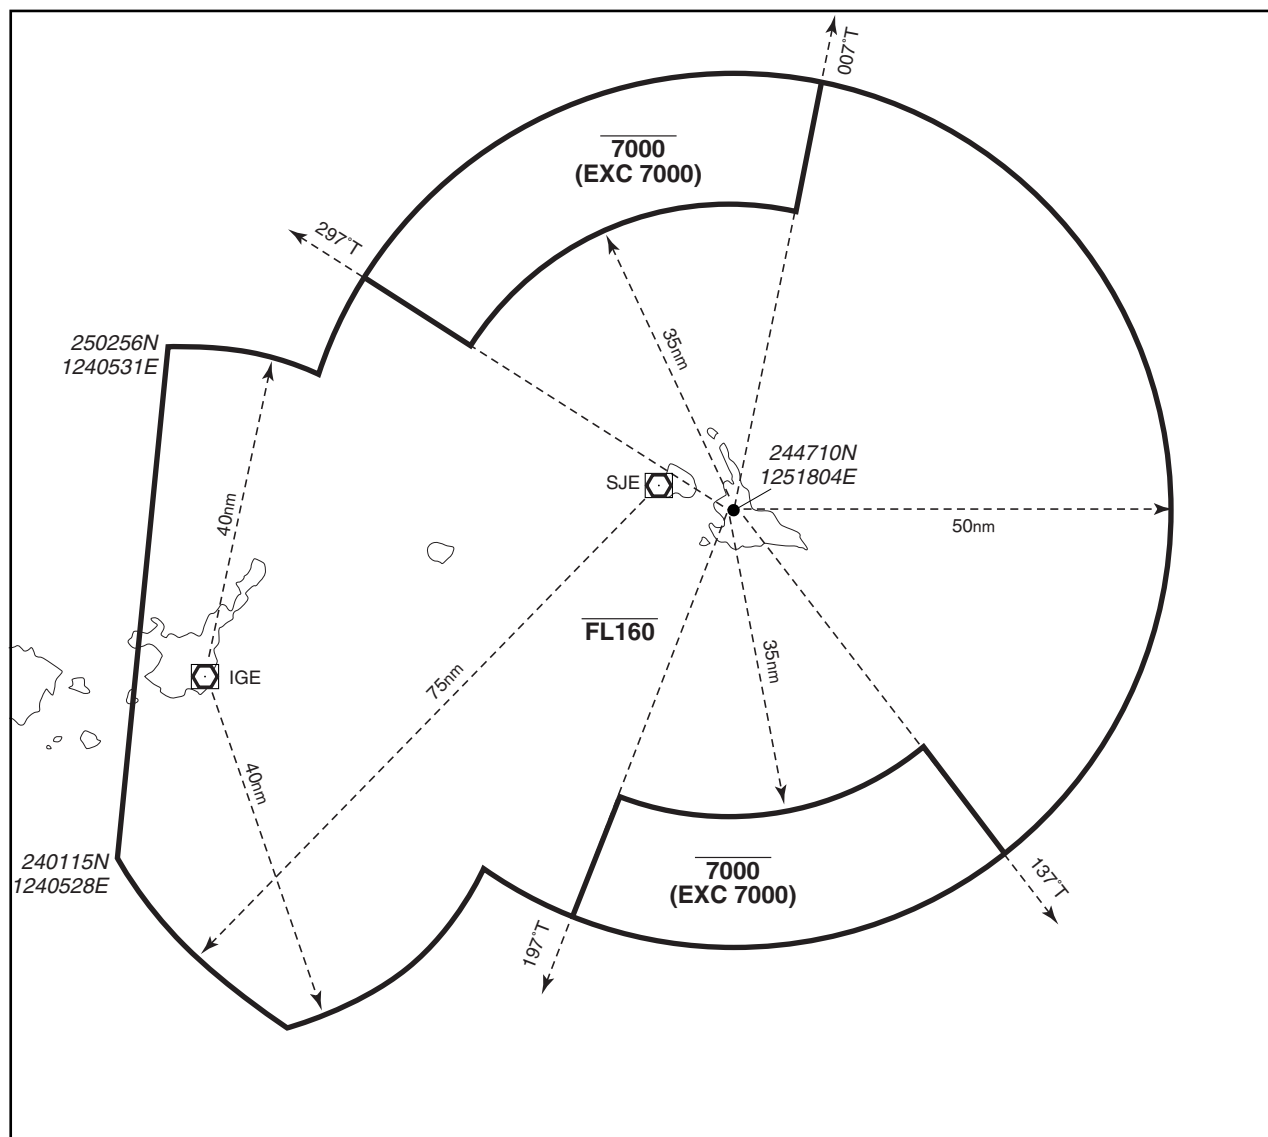 007°T
7000
(EXC 7000)
297°T
250256N
1240531E
35nm
244710N
1251804E
SJE
40nm
50nm
FL160
35nm
IGE
75nm
40nm
240115N
1240528E
7000
(EXC 7000)
137°T
197°T